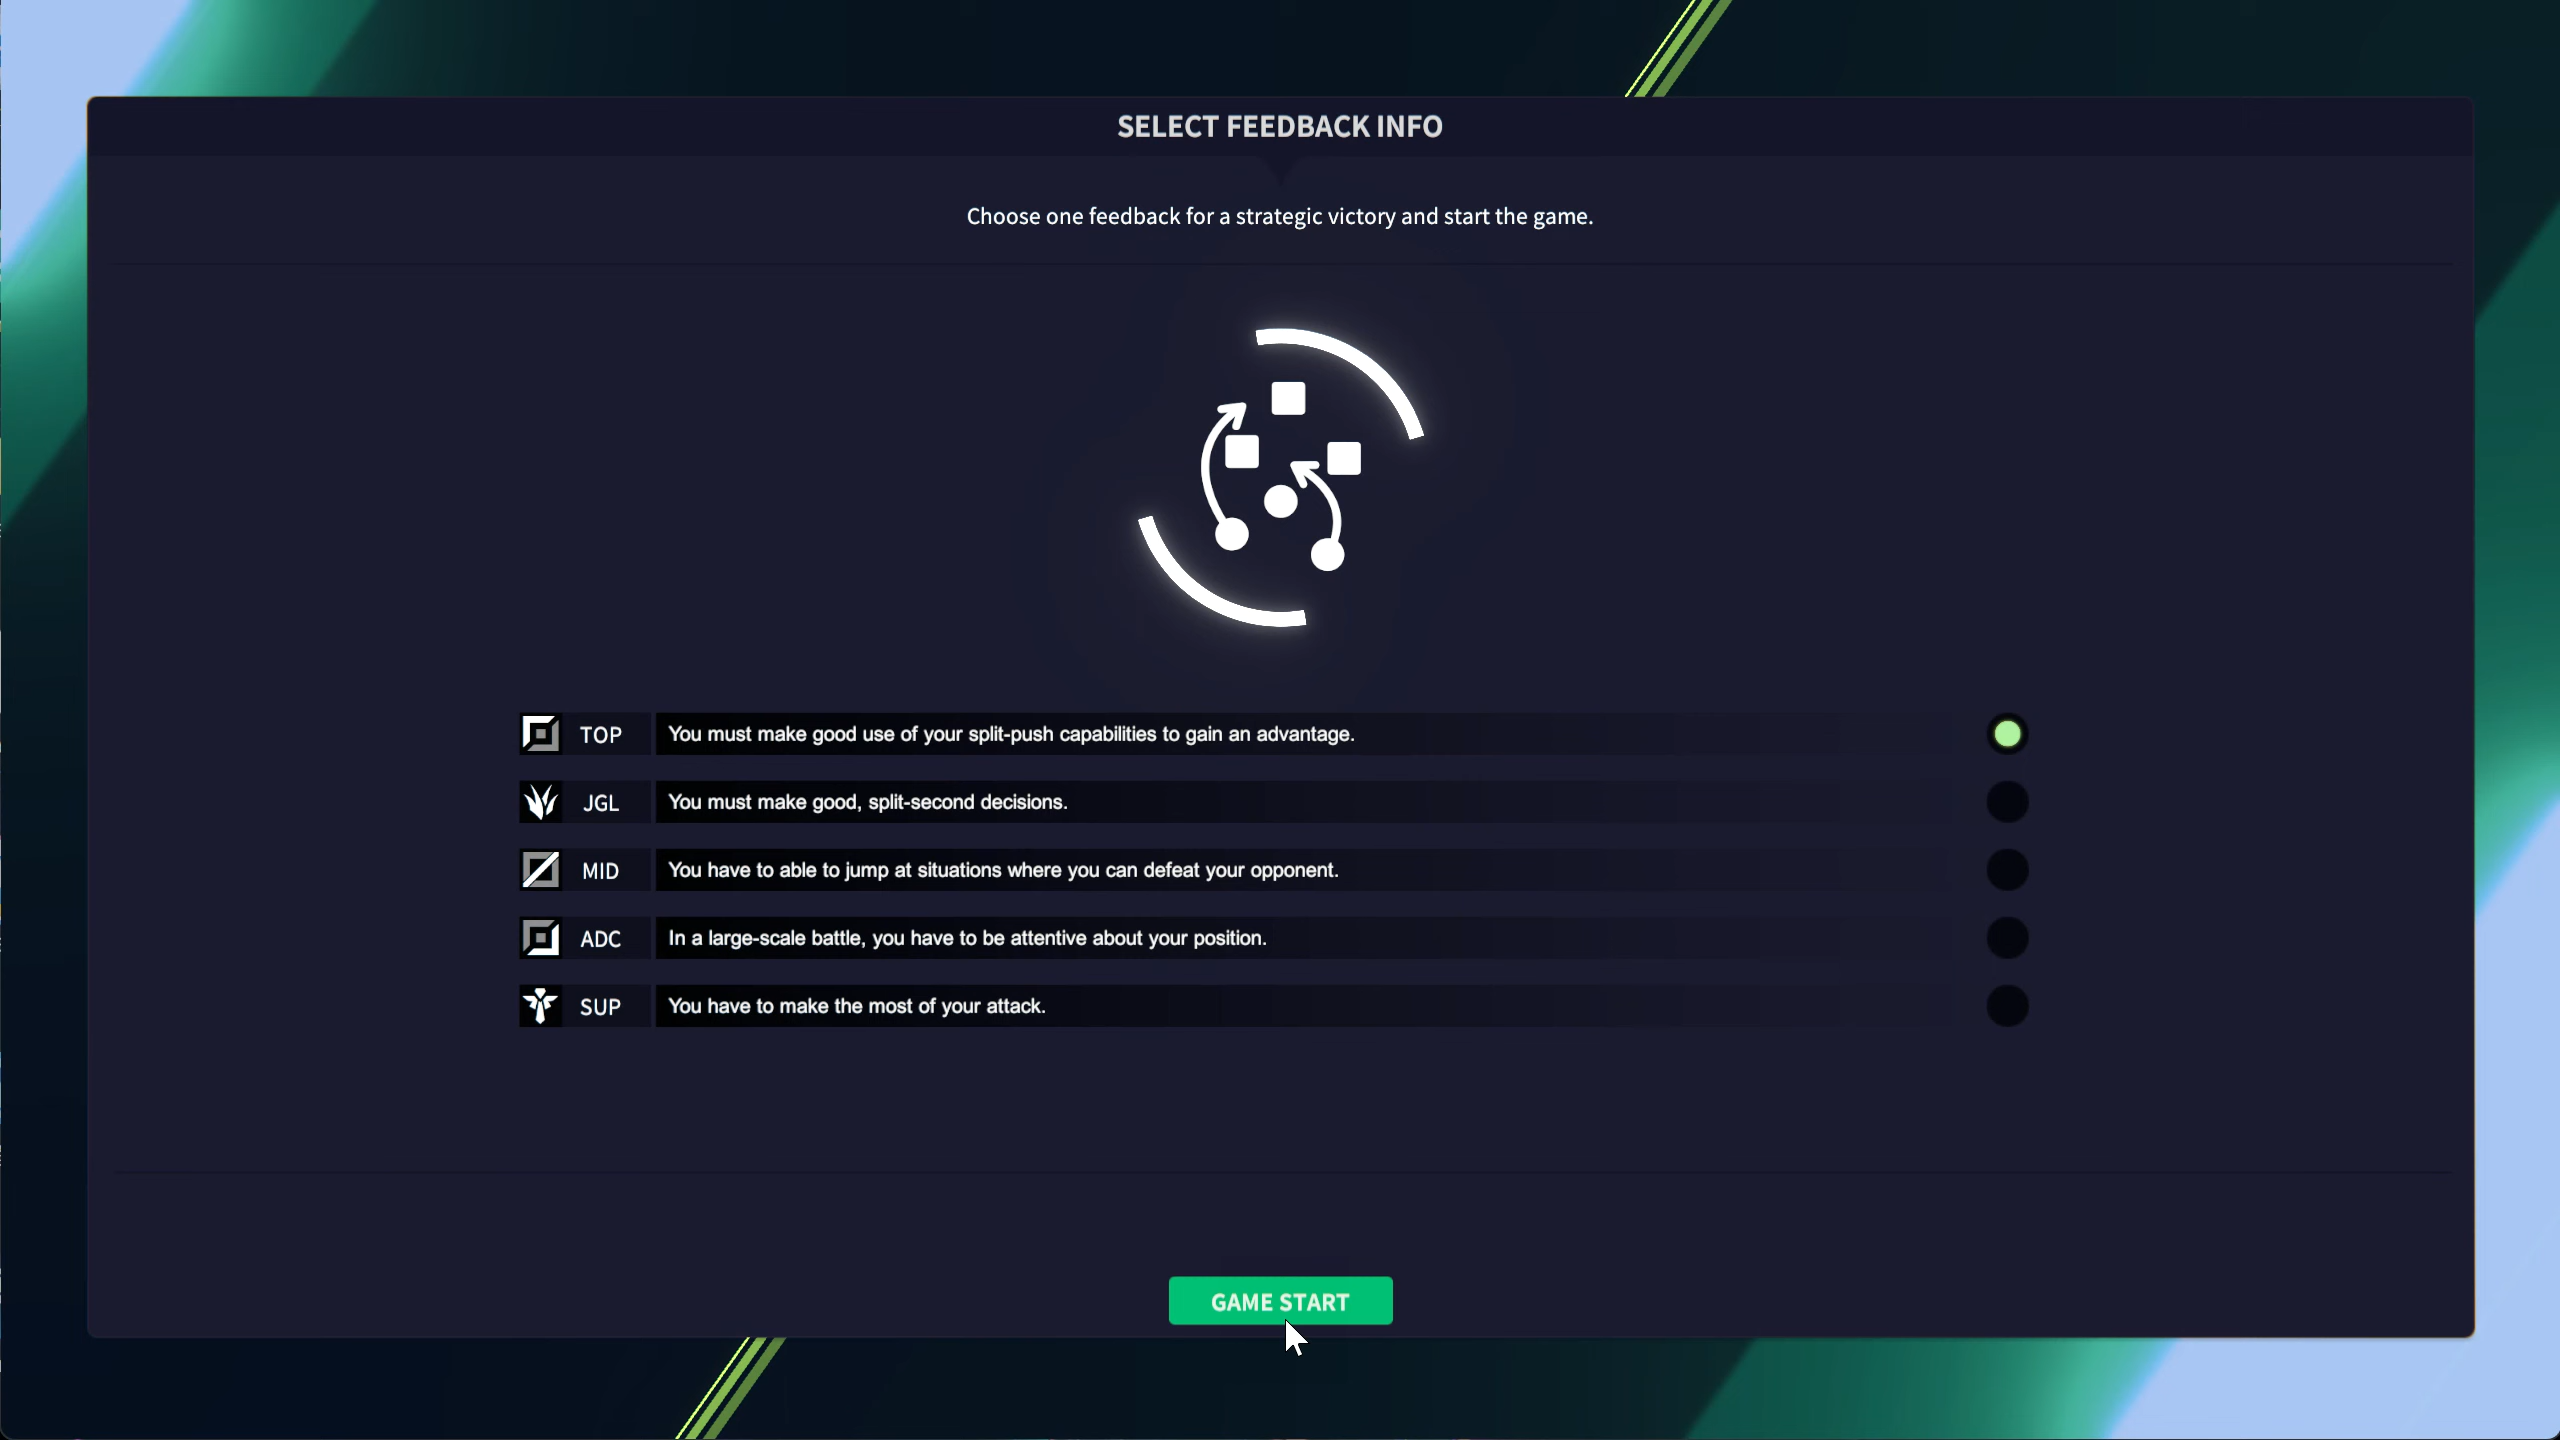 SELECT FEEDBACK INFO
Choose one feedback for a strategic victory and start the game.
TOP You must make good use of your split-push capabilities to gain an advantage.
JGL You must make good, split-second decisions.
MID You have to able to jump at situations where you can defeat your opponent.
ADC In a large-scale battle, you have to be attentive about your position.
SUP You have to make the most of your attack.
GAME START